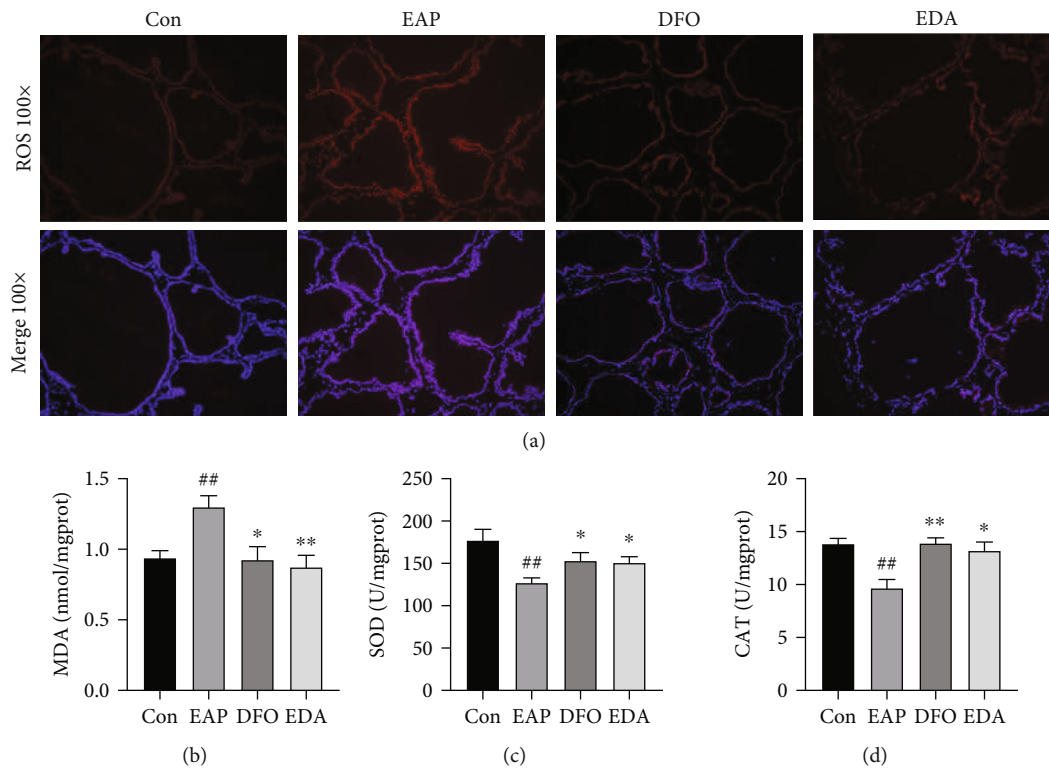 Con EAP DFO EDA
ROS 100×
Merge 100×
(a)
MDA (nmol/mgprot)
1.5
1.0
0.5
0.0
##
*
**
Con EAP DFO EDA
(b)
SOD (U/mgprot)
250
200
150
100
50
0
##
*
*
Con EAP DFO EDA
(c)
CAT (U/mgprot)
20
15
10
5
0
##
**
*
Con EAP DFO EDA
(d)